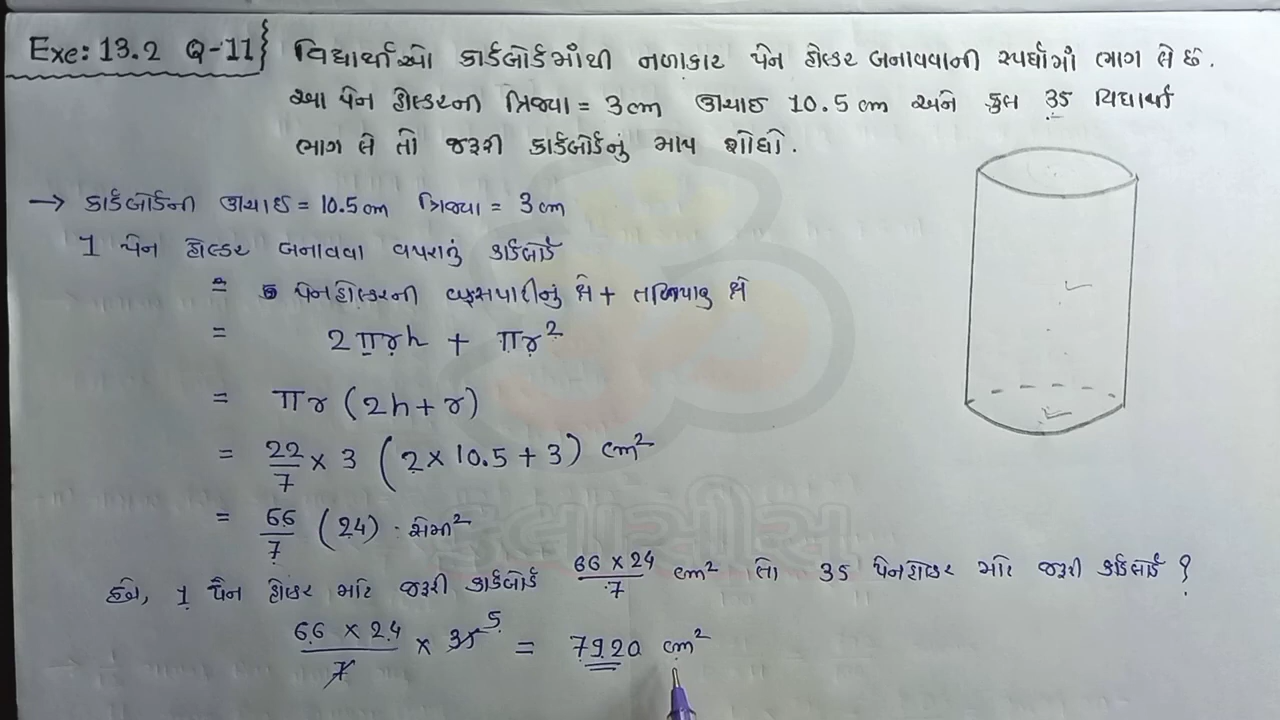 Exe: 13.2 Q-11} વિદ્યાર્થીઓ કાર્ડબોર્ડમાંથી નળાકાર પેન હોલ્ડર બનાવવાની સ્પર્ધામાં ભાગ લે છે.
આ પેન હોલ્ડરની ત્રિજ્યા = 3 cm ઊંચાઈ 10.5 cm અને કુલ 35 વિદ્યાર્થી
ભાગ લે તો જરૂરી કાર્ડબોર્ડનું માપ શોધો.
→ કાર્ડબોર્ડની ઊંચાઈ = 10.5 cm ત્રિજ્યા = 3 cm
1 પેન હોલ્ડર બનાવવા વપરાતું કાર્ડબોર્ડ
= પેનહોલ્ડરની વક્રસપાટીનું ક્ષે + તળિયાનું ક્ષે
= 2πrh + πr²
= πr (2h + r)
= 22/7 × 3 (2 × 10.5 + 3) cm²
= 66/7 (24) સેમી²
હવે, 1 પેન હોલ્ડર માટે જરૂરી કાર્ડબોર્ડ 66 × 24/7 cm² તો 35 પેનહોલ્ડર માટે જરૂરી કાર્ડબોર્ડ ?
66 × 24/7 × 35 5 = 7920 cm²
ૐ
ક્લાસીસ